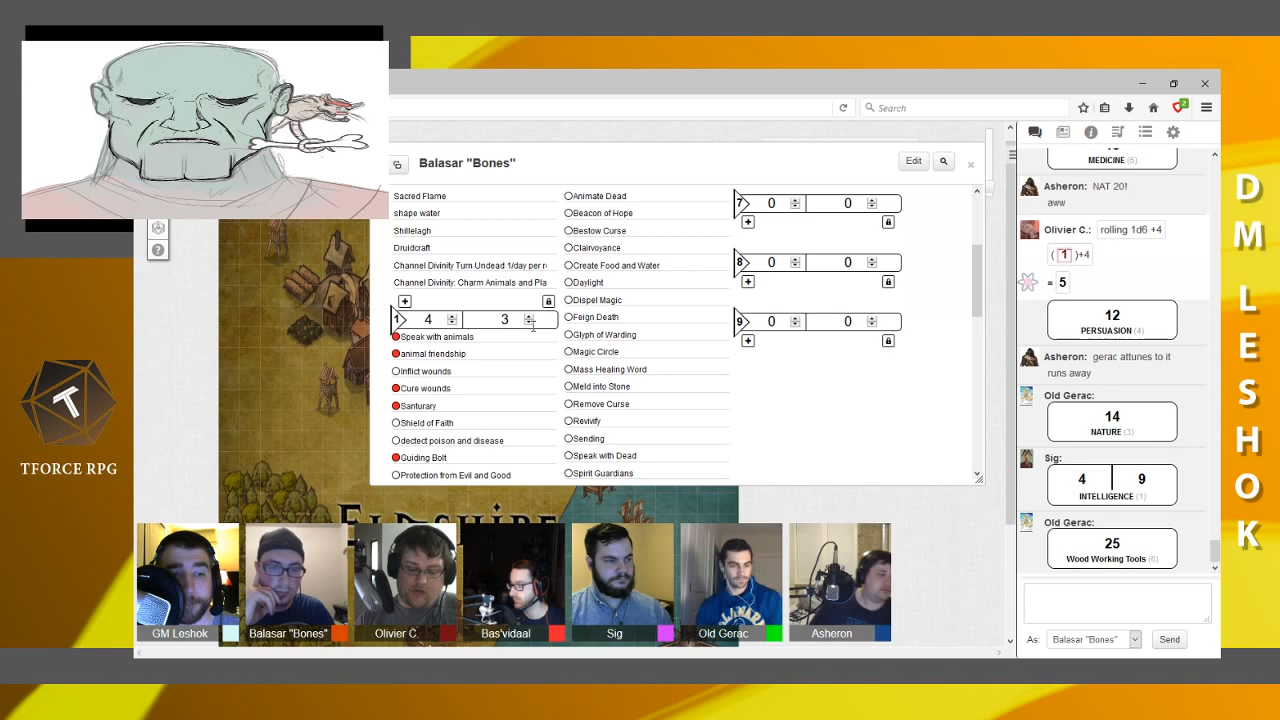 Search
2
Balasar "Bones"
Edit
Sacred Flame
shape water
Shillelagh
Druidcraft
Channel Divinity Turn Undead 1/day per r
Channel Divinity: Charm Animals and Pla
1 4 3
Speak with animals
animal friendship
Inflict wounds
Cure wounds
Santurary
Shield of Faith
dectect poison and disease
Guiding Bolt
Protection from Evil and Good
Animate Dead
Beacon of Hope
Bestow Curse
Clairvoyance
Create Food and Water
Daylight
Dispel Magic
Feign Death
Glyph of Warding
Magic Circle
Mass Healing Word
Meld into Stone
Remove Curse
Revivify
Sending
Speak with Dead
Spirit Guardians
7 0 0
8 0 0
9 0 0
MEDICINE (5)
Asheron: NAT 20!
aww
Olivier C.: rolling 1d6 +4
( 1 )+4
= 5
12
PERSUASION (4)
Asheron: gerac attunes to it
runs away
Old Gerac:
14
NATURE (3)
Sig:
4 9
INTELLIGENCE (1)
Old Gerac:
25
Wood Working Tools (6)
As: Balasar "Bones" Send
T
TFORCE RPG
GM Leshok
Balasar "Bones"
Olivier C.
Bas'vidaal
Sig
Old Gerac
Asheron
DM LESHOK